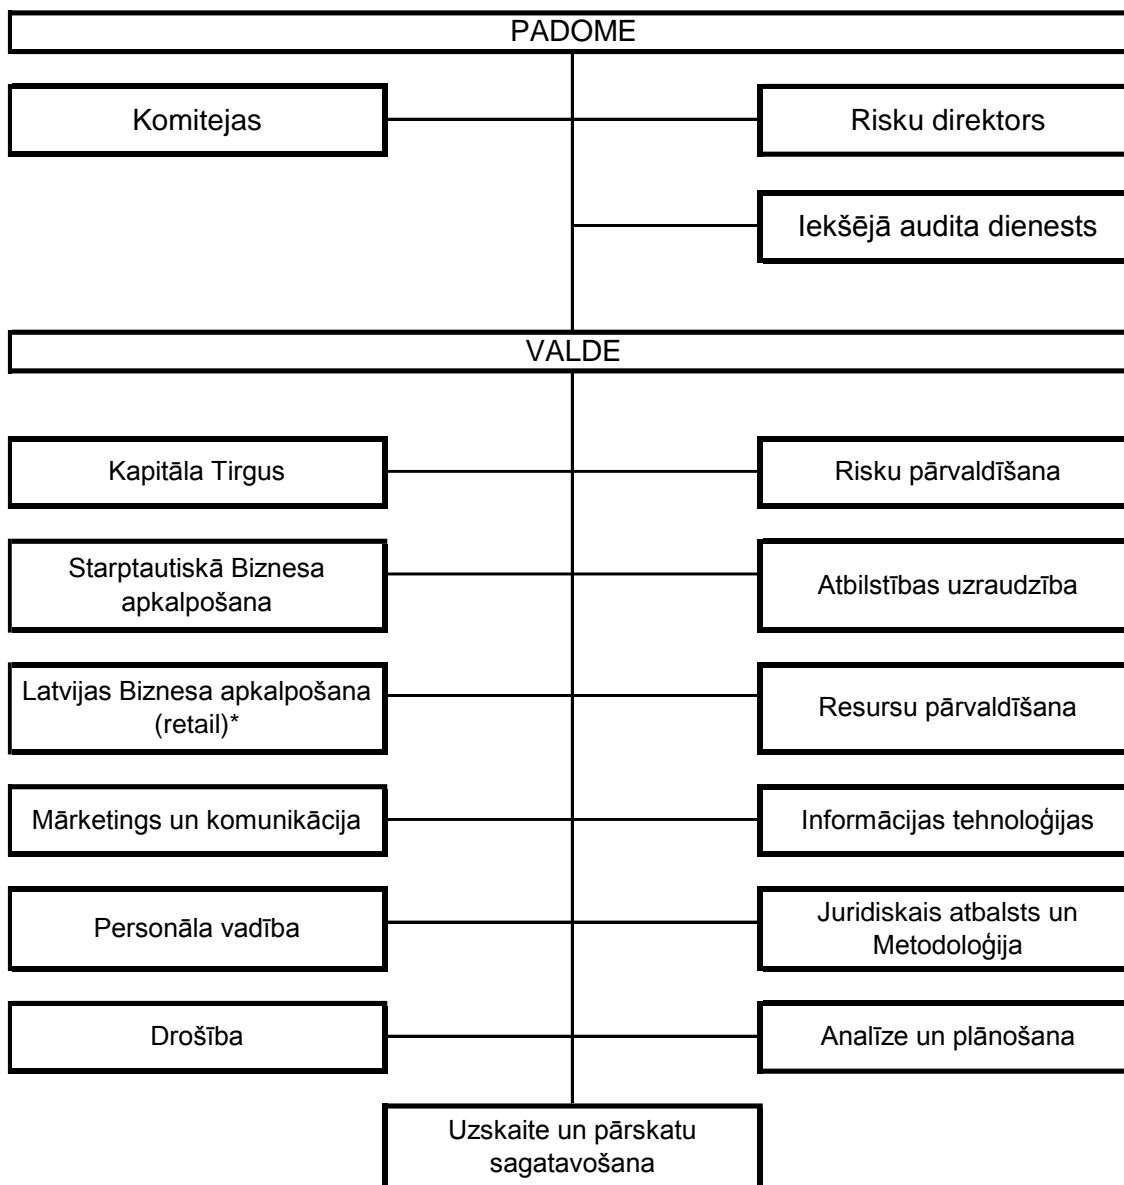 PADOME
Komitejas
Risku direktors
Iekšējā audita dienests
VALDE
Kapitāla Tirgus
Risku pārvaldīšana
Starptautiskā Biznesa
apkalpošana
Atbilstības uzraudzība
Latvijas Biznesa apkalpošana
(retail)*
Resursu pārvaldīšana
Mārketings un komunikācija
Informācijas tehnoloģijas
Personāla vadība
Juridiskais atbalsts un
Metodoloģija
Drošība
Analīze un plānošana
Uzskaite un pārskatu
sagatavošana